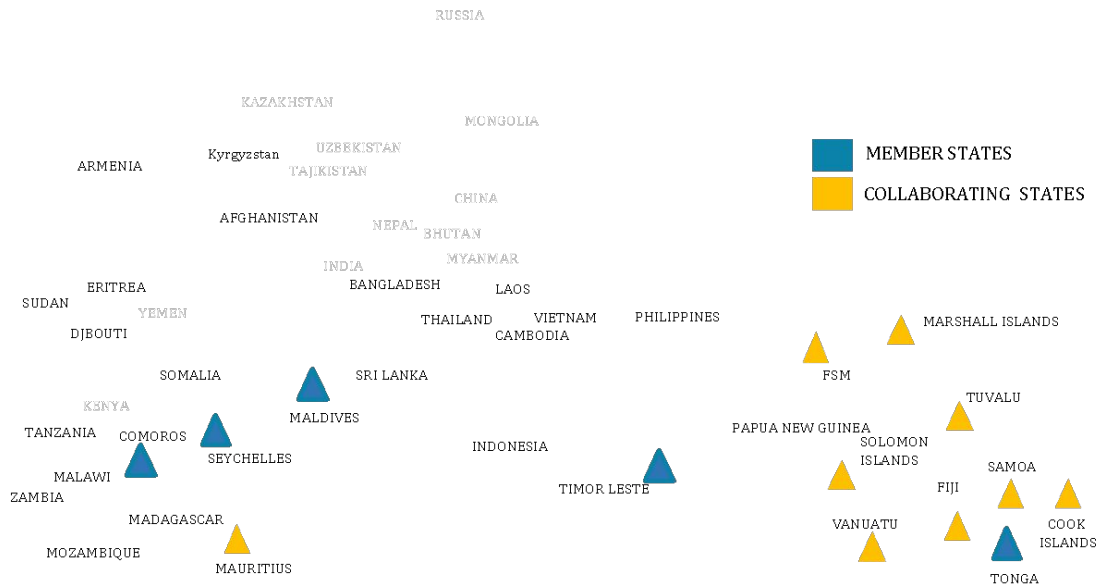 RUSSIA
KAZAKHSTAN
MONGOLIA
UZBEKISTAN
Kyrgyzstan
ARMENIA
TAJIKISTAN
MEMBER STATES
COLLABORATING STATES
CHINA
AFGHANISTAN
NEPAL
BHUTAN
MYANMAR
INDIA
BANGLADESH
LAOS
ERITREA
SUDAN
YEMEN
DJBOUTI
THAILAND
VIETNAM
CAMBODIA
PHILIPPINES
MARSHALL ISLANDS
SOMALIA
SRI LANKA
FSM
KENYA
MALDIVES
TUVALU
TANZANIA
COMOROS
PAPUA NEW GUINEA
SOLOMON
ISLANDS
INDONESIA
SEYCHELLES
MALAWI
TIMOR LESTE
SAMOA
FIJI
ZAMBIA
MADAGASCAR
VANUATU
COOK
ISLANDS
MOZAMBIQUE
MAURITIUS
TONGA